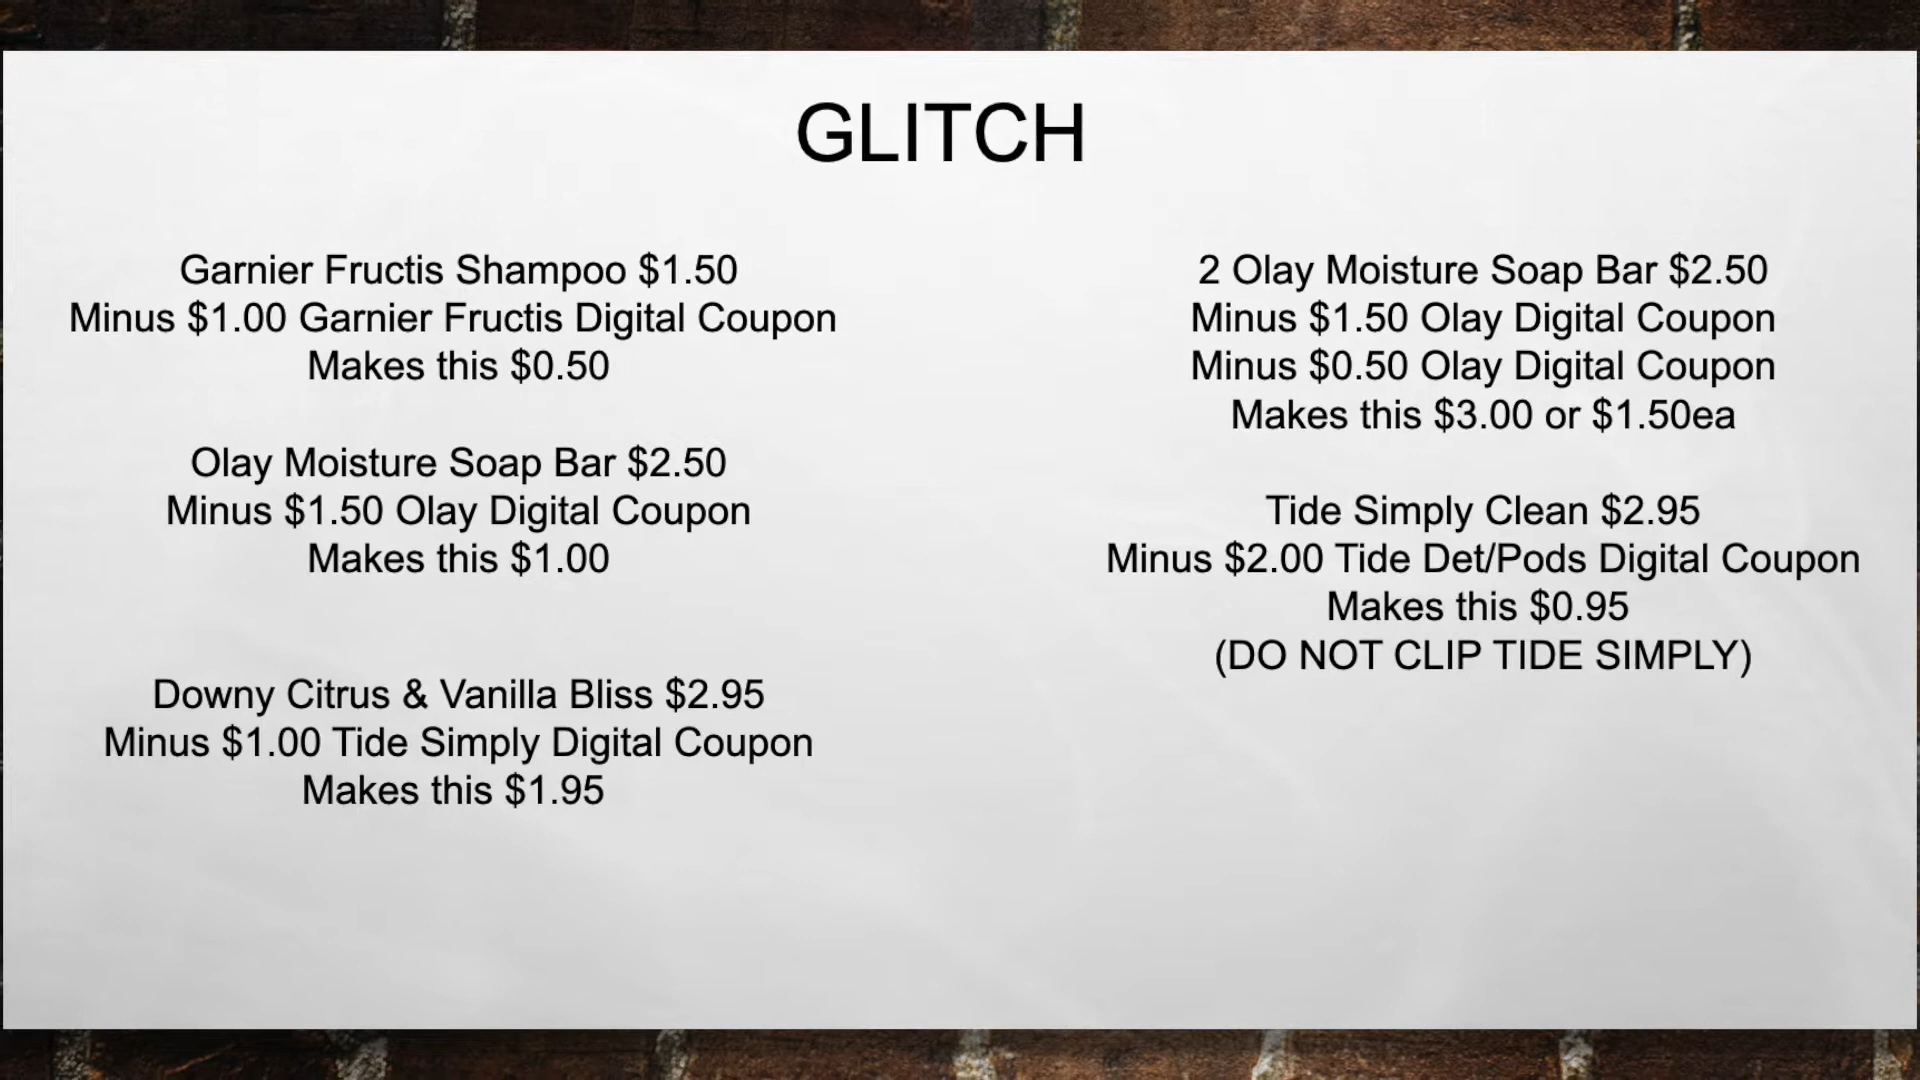 GLITCH
Garnier Fructis Shampoo $1.50
Minus $1.00 Garnier Fructis Digital Coupon
Makes this $0.50
Olay Moisture Soap Bar $2.50
Minus $1.50 Olay Digital Coupon
Makes this $1.00
Downy Citrus & Vanilla Bliss $2.95
Minus $1.00 Tide Simply Digital Coupon
Makes this $1.95
2 Olay Moisture Soap Bar $2.50
Minus $1.50 Olay Digital Coupon
Minus $0.50 Olay Digital Coupon
Makes this $3.00 or $1.50ea
Tide Simply Clean $2.95
Minus $2.00 Tide Det/Pods Digital Coupon
Makes this $0.95
(DO NOT CLIP TIDE SIMPLY)